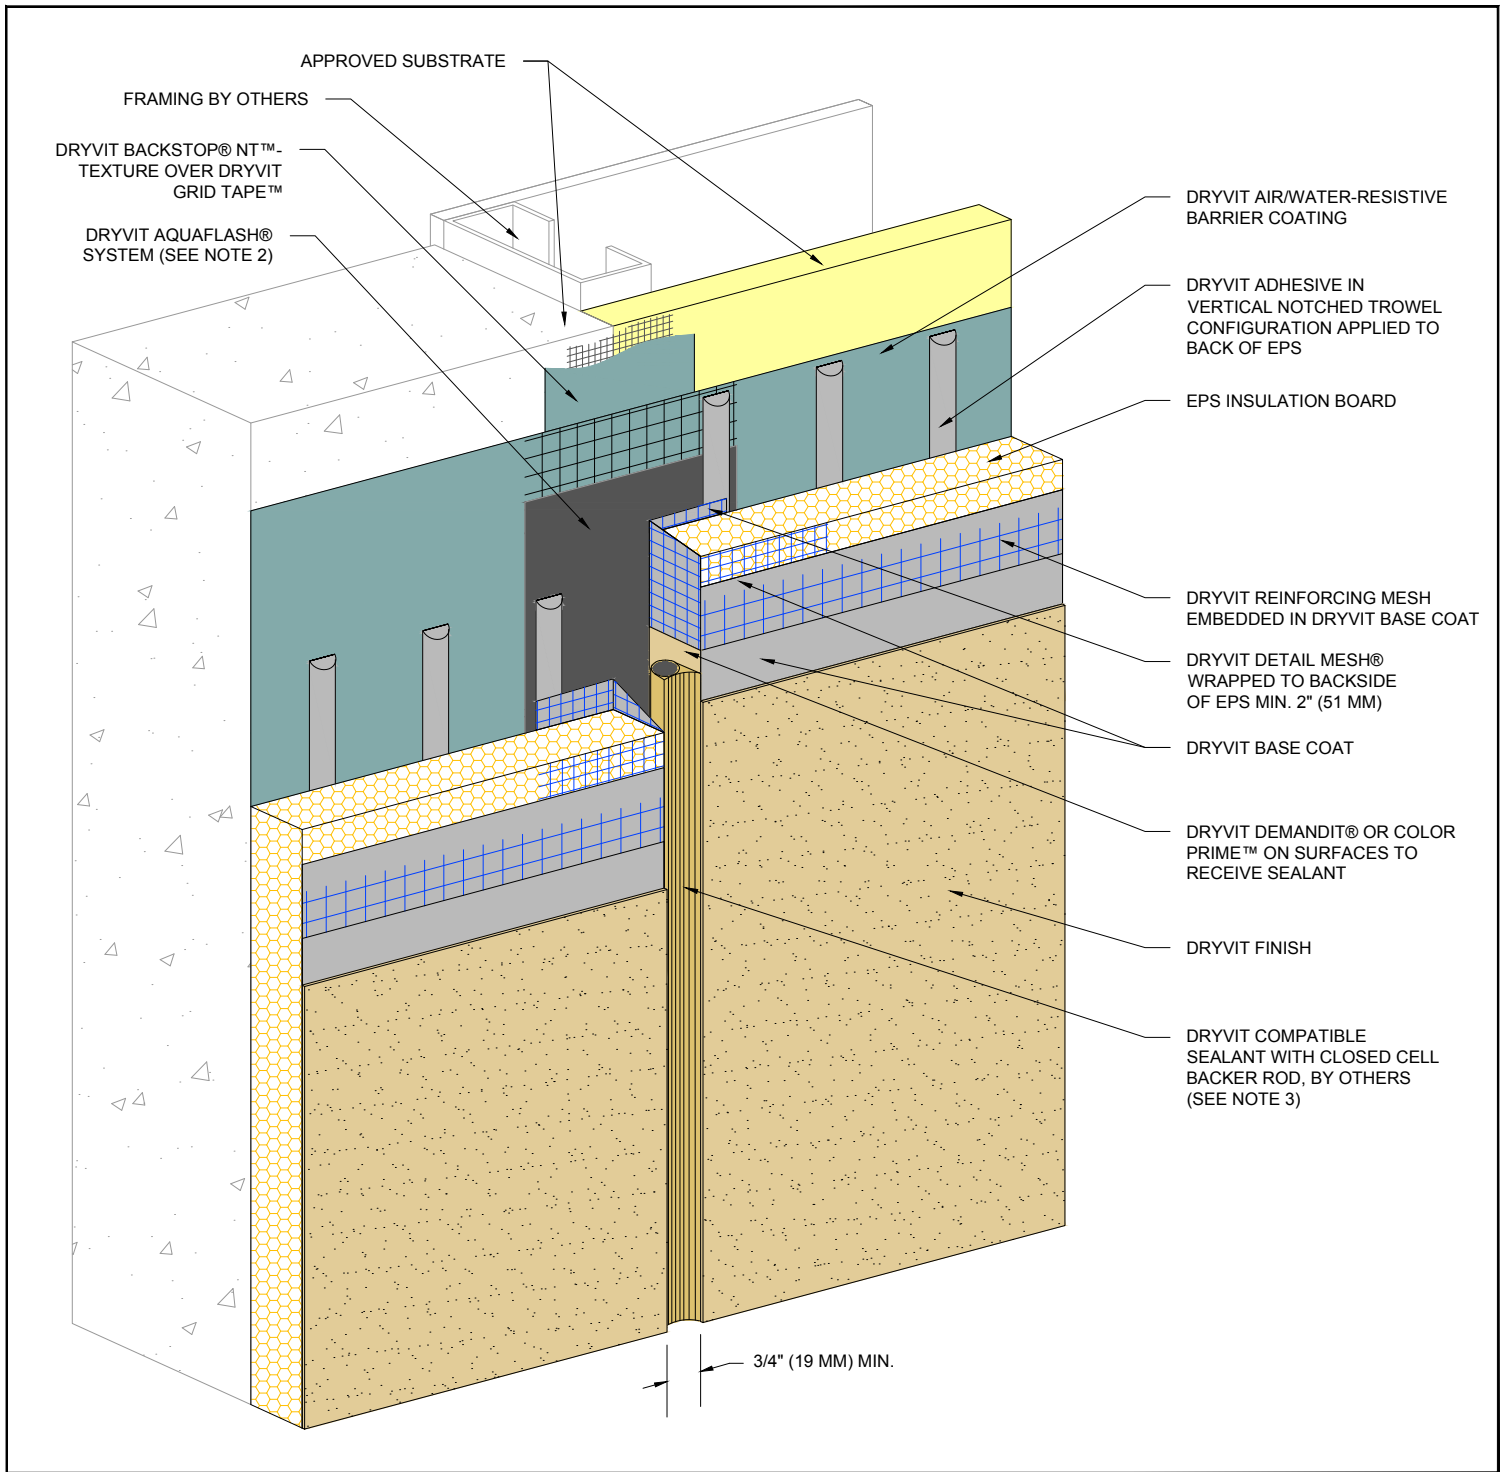 APPROVED SUBSTRATE
FRAMING BY OTHERS
DRYVIT BACKSTOP® NT™-
TEXTURE OVER DRYVIT
GRID TAPE™
DRYVIT AQUAFLASH®
SYSTEM (SEE NOTE 2)
DRYVIT AIR/WATER-RESISTIVE
BARRIER COATING
DRYVIT ADHESIVE IN
VERTICAL NOTCHED TROWEL
CONFIGURATION APPLIED TO
BACK OF EPS
EPS INSULATION BOARD
DRYVIT REINFORCING MESH
EMBEDDED IN DRYVIT BASE COAT
DRYVIT DETAIL MESH®
WRAPPED TO BACKSIDE
OF EPS MIN. 2" (51 MM)
DRYVIT BASE COAT
DRYVIT DEMANDIT® OR COLOR
PRIME™ ON SURFACES TO
RECEIVE SEALANT
DRYVIT FINISH
DRYVIT COMPATIBLE
SEALANT WITH CLOSED CELL
BACKER ROD, BY OTHERS
(SEE NOTE 3)
3/4" (19 MM) MIN.